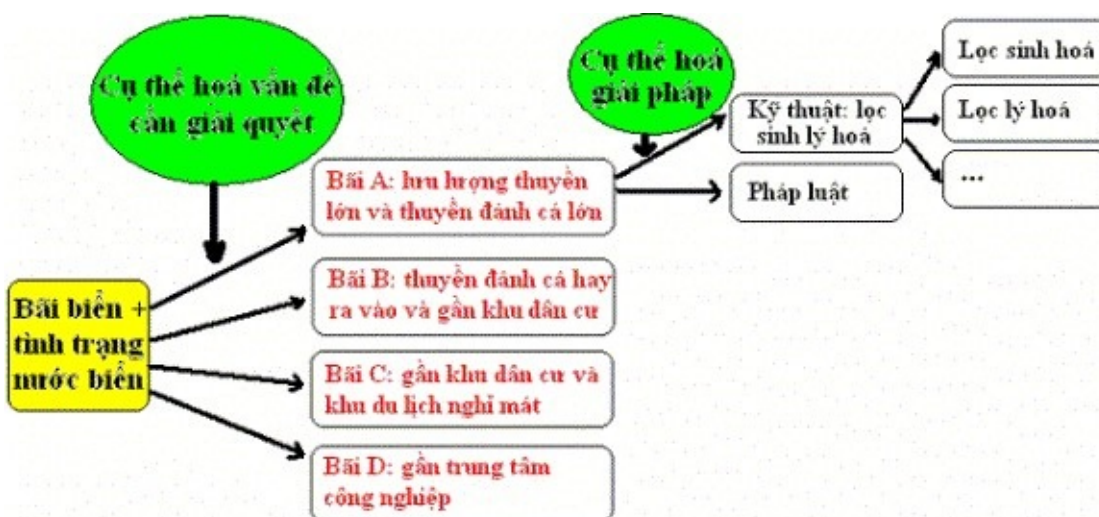 Cụ thể hoá vấn đề
cần giải quyết
Cụ thể hoá
giải pháp
Bãi biển +
tình trạng
nước biển
Bãi A: lưu lượng thuyền
lớn và thuyền đánh cá lớn
Bãi B: thuyền đánh cá hay
ra vào và gần khu dân cư
Bãi C: gần khu dân cư và
khu du lịch nghỉ mát
Bãi D: gần trung tâm
công nghiệp
Kỹ thuật: lọc
sinh lý hoá
Pháp luật
Lọc sinh hoá
Lọc lý hoá
...